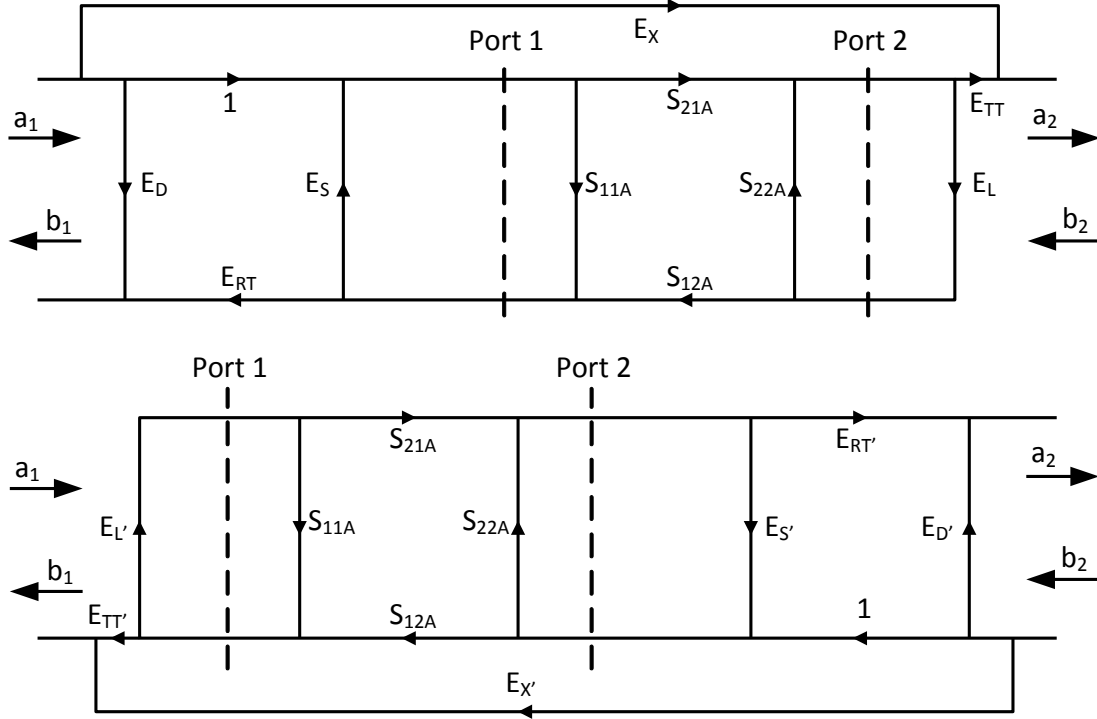 E_X
Port 1 Port 2
1 S_21A E_TT
a_1 a_2
E_D E_S S_11A S_22A E_L
b_1 b_2
E_RT S_12A
Port 1 Port 2
S_21A E_RT'
a_1 a_2
E_L' S_11A S_22A E_S' E_D'
b_1 b_2
E_TT' S_12A 1
E_X'